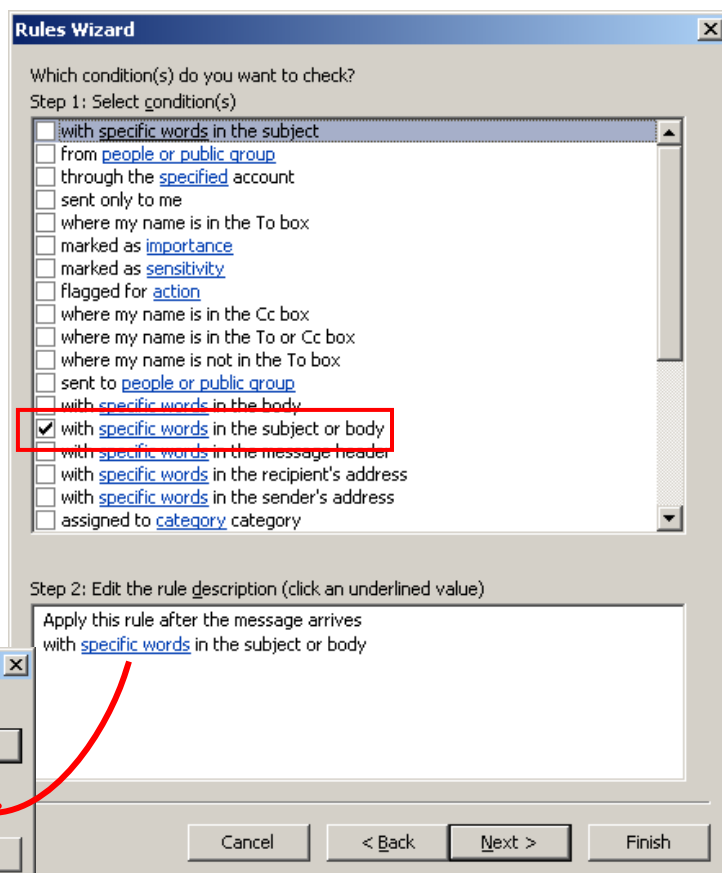 Rules Wizard
Which condition(s) do you want to check?
Step 1: Select condition(s)
with specific words in the subject
from people or public group
through the specified account
sent only to me
where my name is in the To box
marked as importance
marked as sensitivity
flagged for action
where my name is in the Cc box
where my name is in the To or Cc box
where my name is not in the To box
sent to people or public group
with specific words in the body
with specific words in the subject or body
with specific words in the message header
with specific words in the recipient's address
with specific words in the sender's address
assigned to category category
Step 2: Edit the rule description (click an underlined value)
Apply this rule after the message arrives
with specific words in the subject or body
Cancel
< Back
Next >
Finish